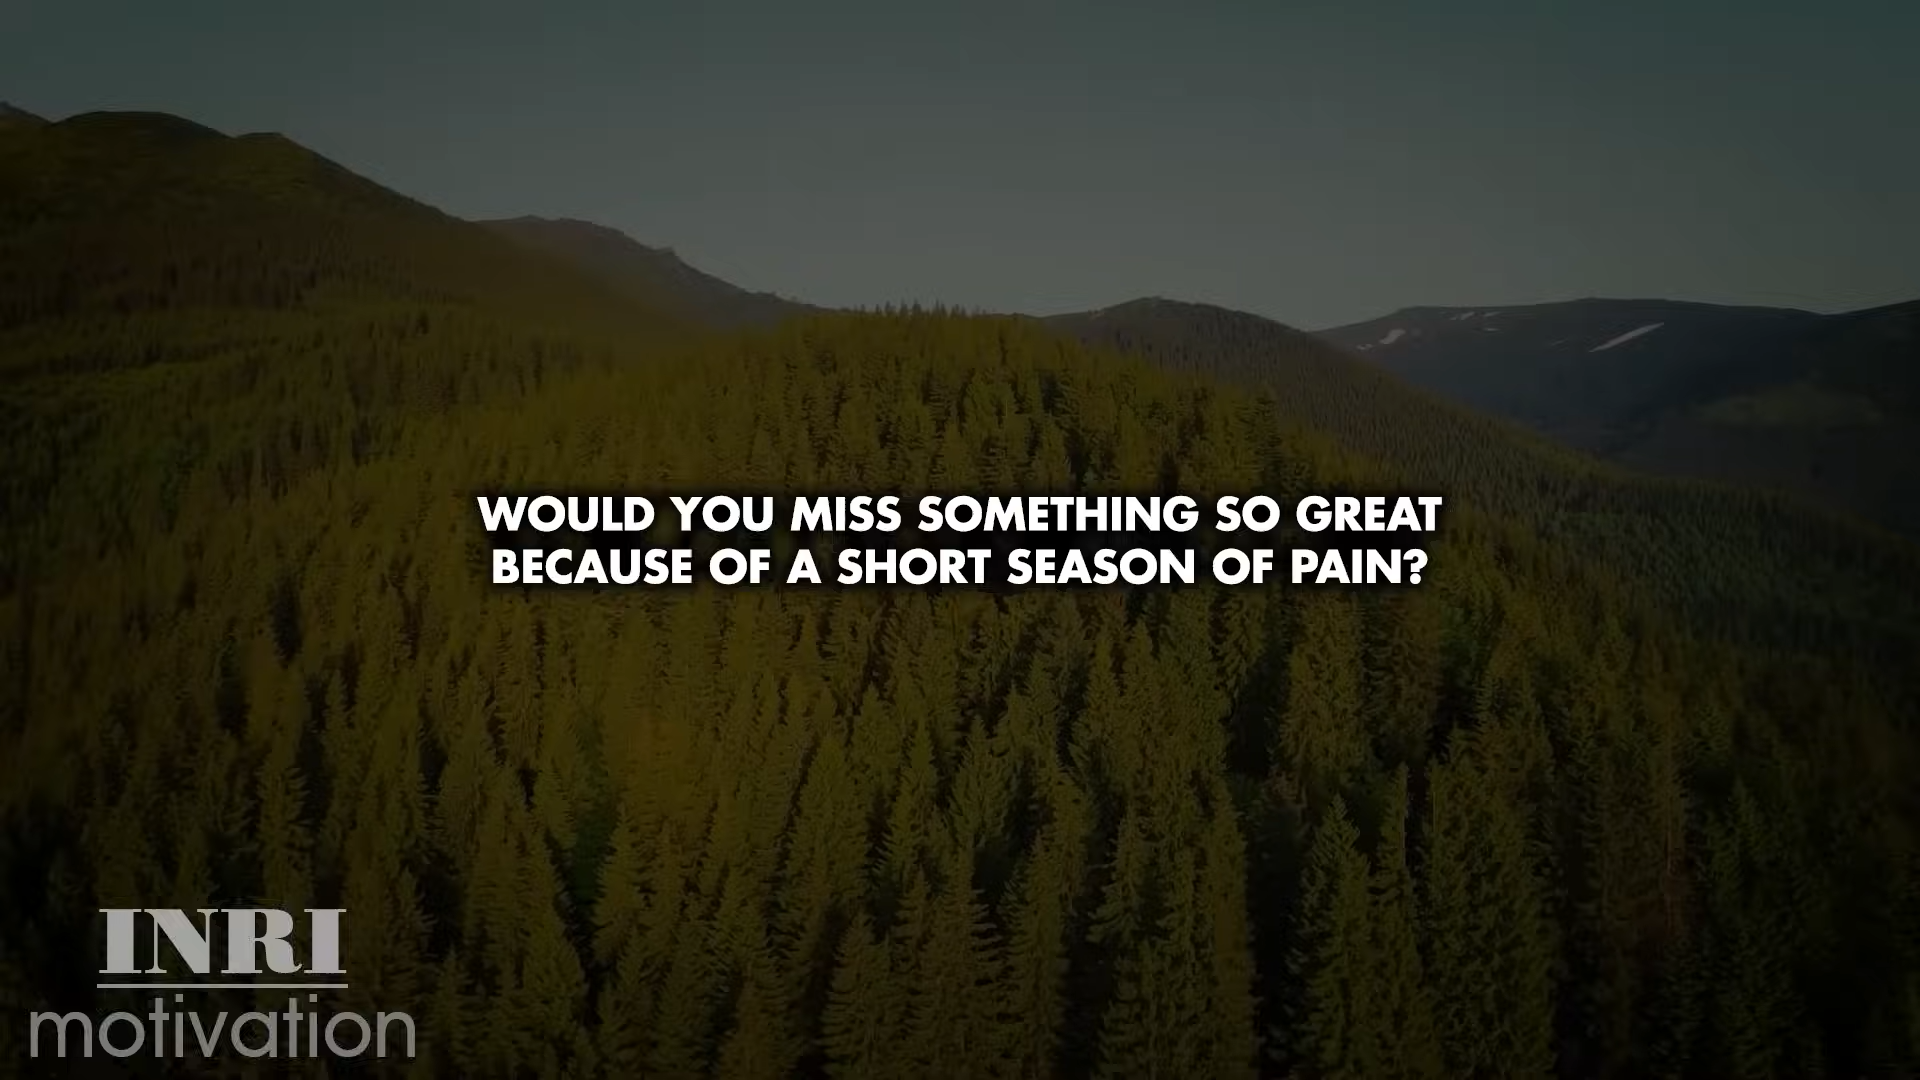 WOULD YOU MISS SOMETHING SO GREAT
BECAUSE OF A SHORT SEASON OF PAIN?
INRI
motivation